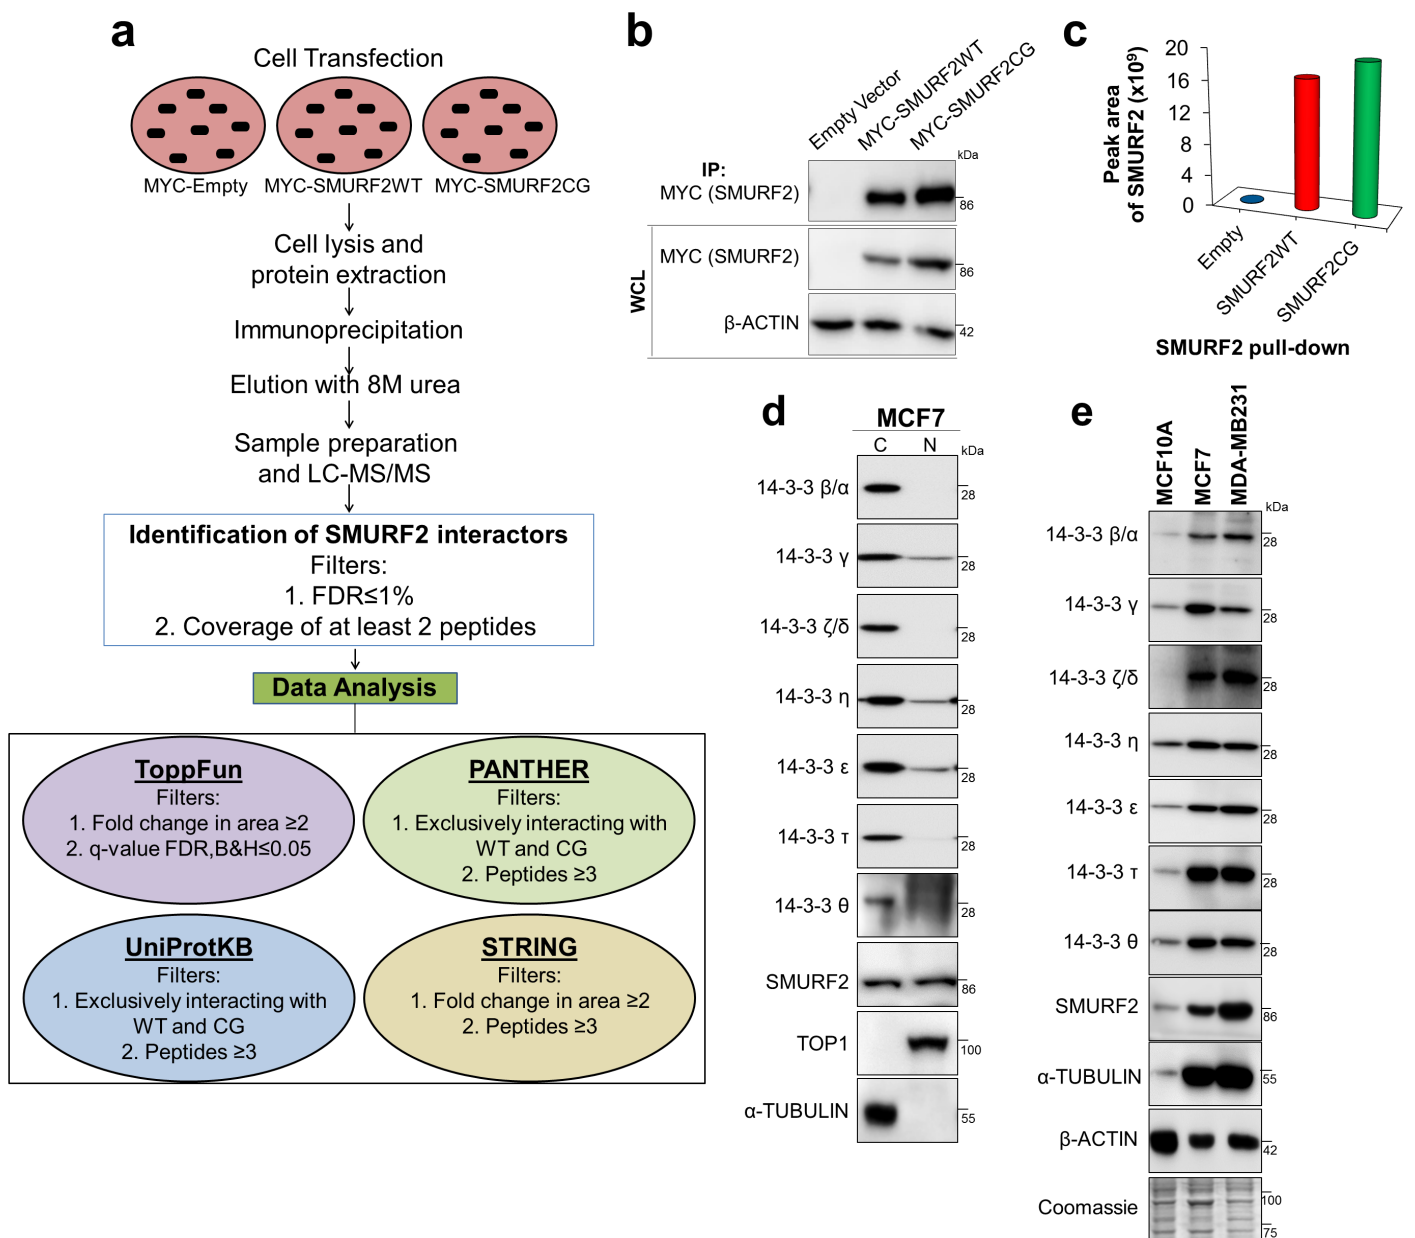 a
Cell Transfection
MYC-Empty
MYC-SMURF2WT
MYC-SMURF2CG
Cell lysis and
protein extraction
Immunoprecipitation
Elution with 8M urea
Sample preparation
and LC-MS/MS
Identification of SMURF2 interactors
Filters:
1. FDR≤1%
2. Coverage of at least 2 peptides
Data Analysis
ToppFun
Filters:
1. Fold change in area ≥2
2. q-value FDR,B&H≤0.05
PANTHER
Filters:
1. Exclusively interacting with
WT and CG
2. Peptides ≥3
UniProtKB
Filters:
1. Exclusively interacting with
WT and CG
2. Peptides ≥3
STRING
Filters:
1. Fold change in area ≥2
2. Peptides ≥3
b
Empty Vector
MYC-SMURF2WT
MYC-SMURF2CG
kDa
IP:
MYC (SMURF2)
86
WCL
MYC (SMURF2)
86
β-ACTIN
42
c
Peak area
of SMURF2 (x10⁹)
20
16
12
8
4
0
Empty
SMURF2WT
SMURF2CG
SMURF2 pull-down
d
MCF7
C
N
kDa
14-3-3 β/α
28
14-3-3 γ
28
14-3-3 ζ/δ
28
14-3-3 η
28
14-3-3 ε
28
14-3-3 τ
28
14-3-3 θ
28
SMURF2
86
TOP1
100
α-TUBULIN
55
e
MCF10A
MCF7
MDA-MB231
kDa
14-3-3 β/α
28
14-3-3 γ
28
14-3-3 ζ/δ
28
14-3-3 η
28
14-3-3 ε
28
14-3-3 τ
28
14-3-3 θ
28
SMURF2
86
α-TUBULIN
55
β-ACTIN
42
Coomassie
100
75